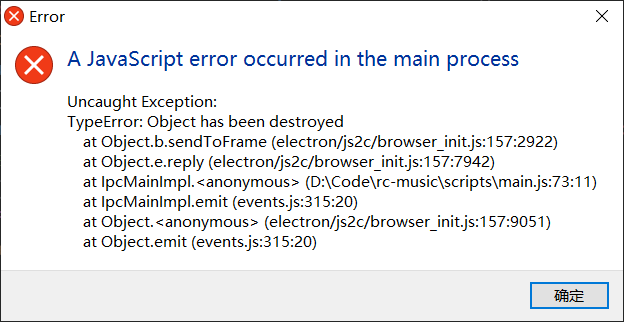 Error
A JavaScript error occurred in the main process
Uncaught Exception:
TypeError: Object has been destroyed
at Object.b.sendToFrame (electron/js2c/browser_init.js:157:2922)
at Object.e.reply (electron/js2c/browser_init.js:157:7942)
at IpcMainImpl.<anonymous> (D:\Code\rc-music\scripts\main.js:73:11)
at IpcMainImpl.emit (events.js:315:20)
at Object.<anonymous> (electron/js2c/browser_init.js:157:9051)
at Object.emit (events.js:315:20)
确定